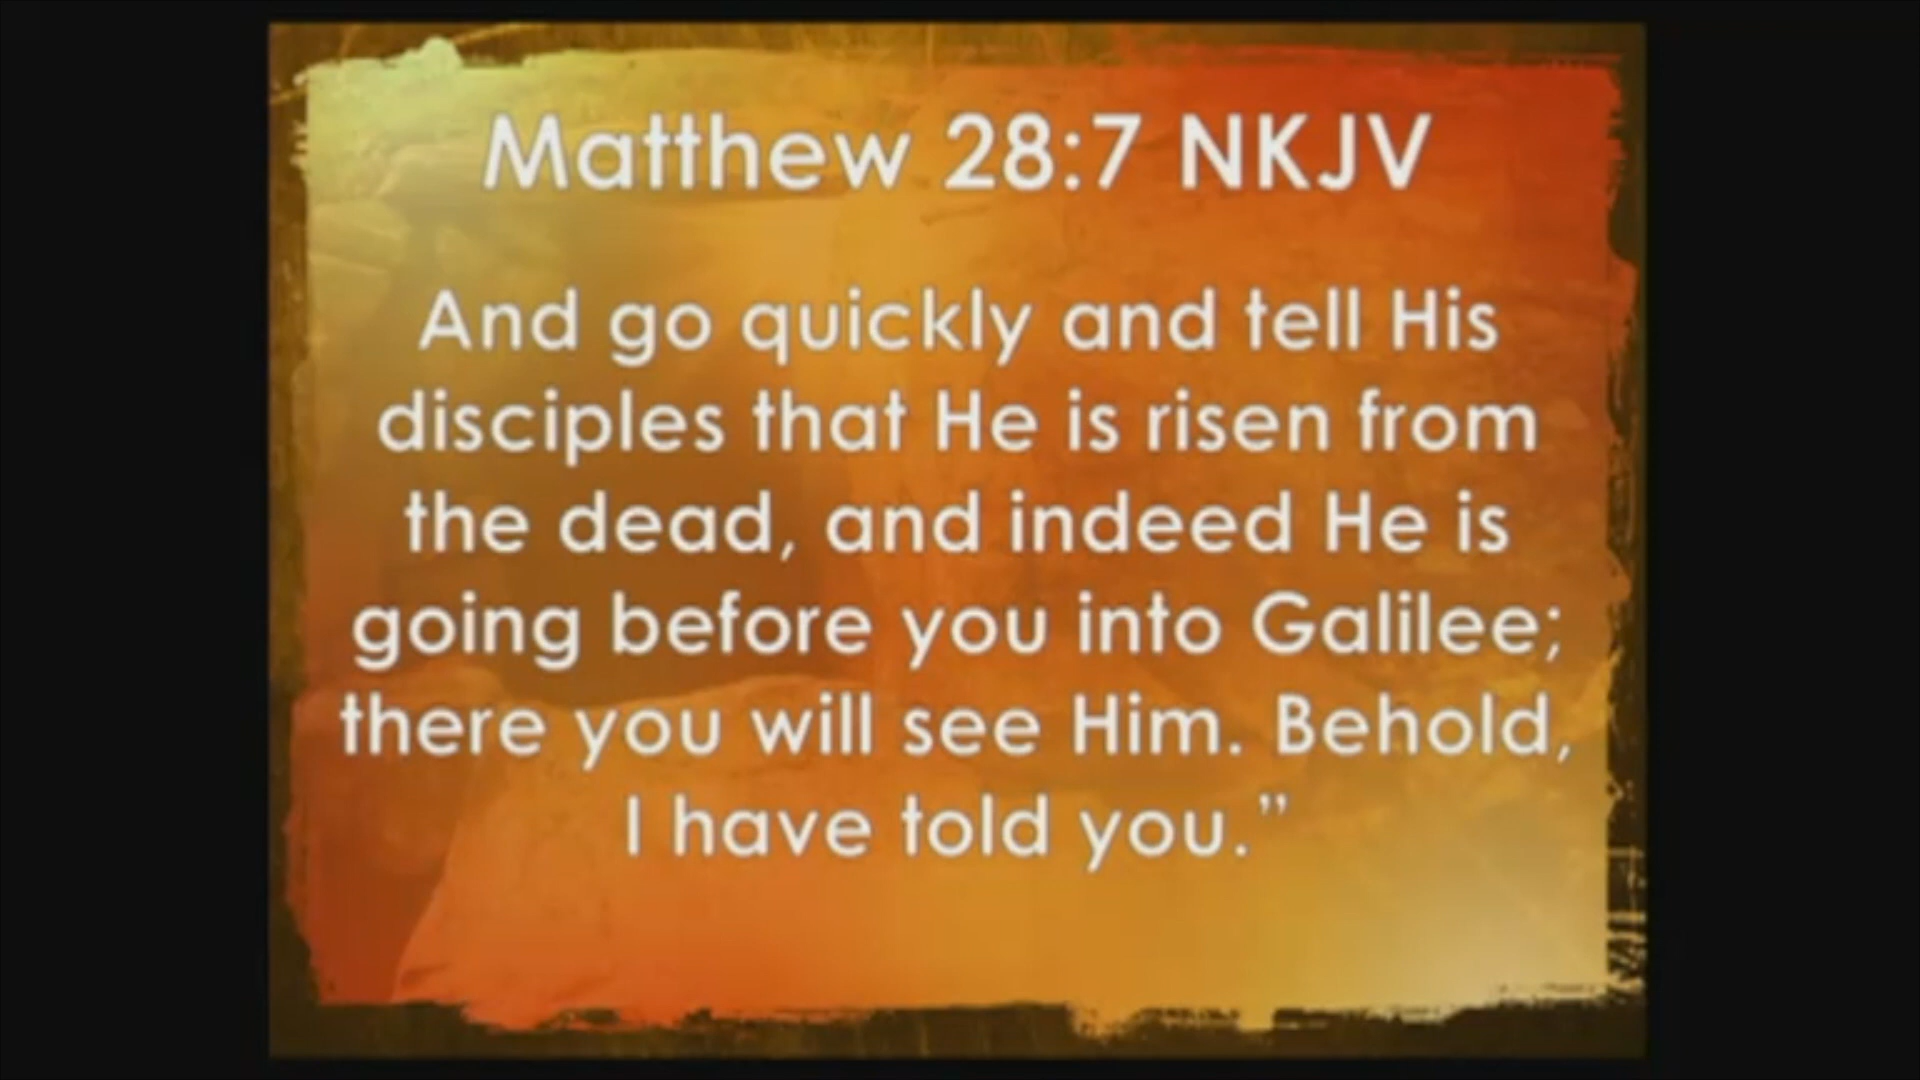 Matthew 28:7 NKJV
And go quickly and tell His
disciples that He is risen from
the dead, and indeed He is
going before you into Galilee;
there you will see Him. Behold,
I have told you.”